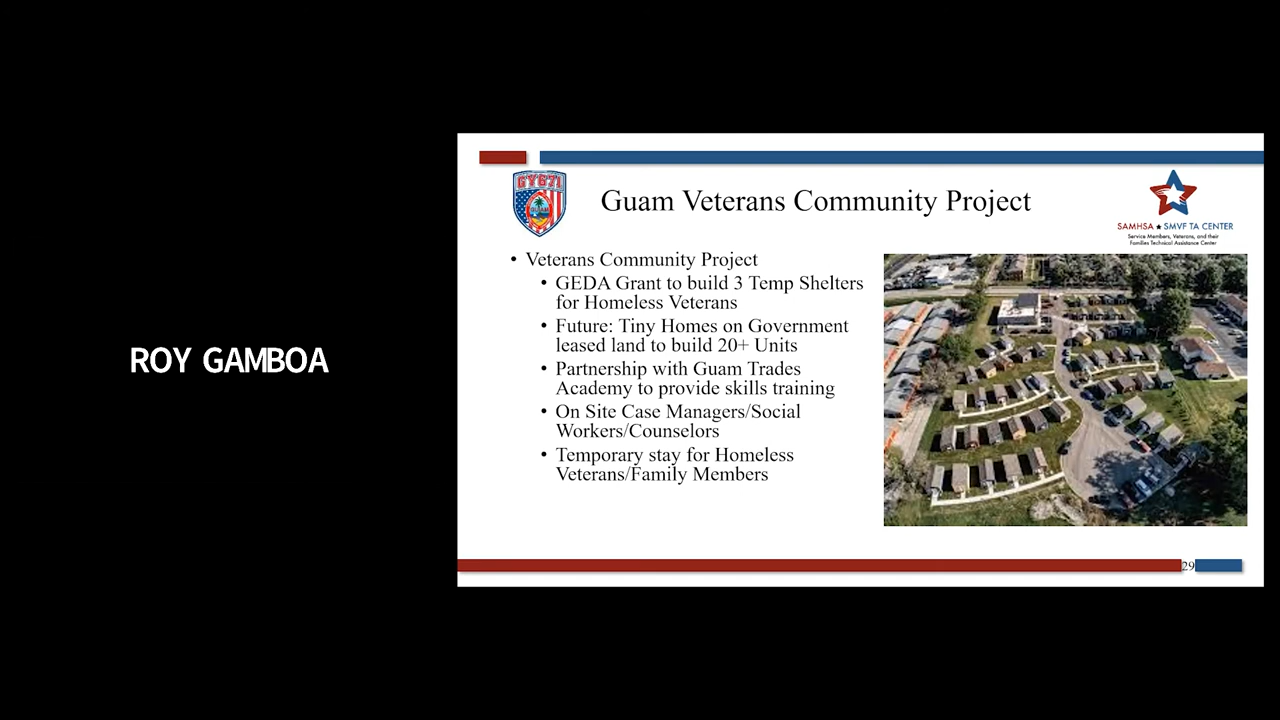 ROY GAMBOA
GY671
GUAM
Guam Veterans Community Project
SAMHSA ★ SMVF TA CENTER
Service Members, Veterans, and their
Families Technical Assistance Center
• Veterans Community Project
• GEDA Grant to build 3 Temp Shelters
for Homeless Veterans
• Future: Tiny Homes on Government
leased land to build 20+ Units
• Partnership with Guam Trades
Academy to provide skills training
• On Site Case Managers/Social
Workers/Counselors
• Temporary stay for Homeless
Veterans/Family Members
29